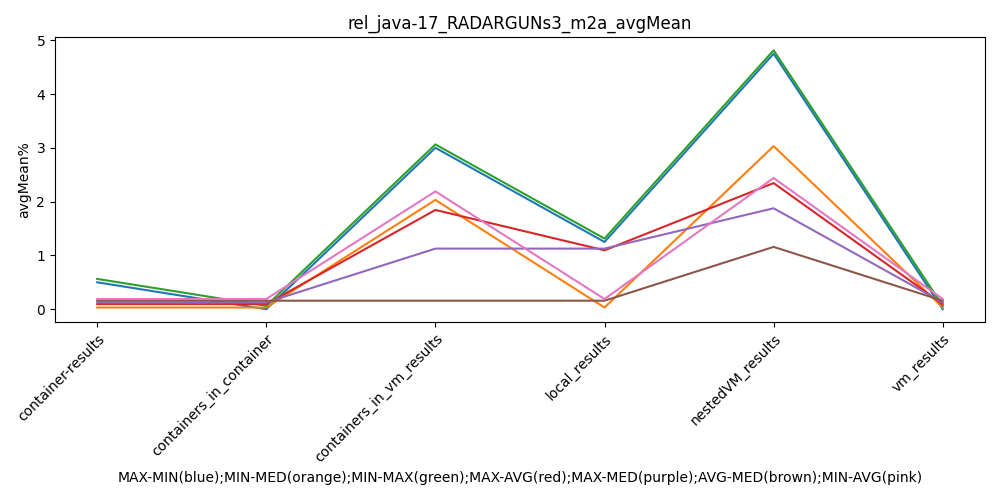 rel_java-17_RADARGUNs3_m2a_avgMean
avgMean%
5
4
3
2
1
0
container-results
containers_in_container
containers_in_vm_results
local_results
nestedVM_results
vm_results
MAX-MIN(blue);MIN-MED(orange);MIN-MAX(green);MAX-AVG(red);MAX-MED(purple);AVG-MED(brown);MIN-AVG(pink)